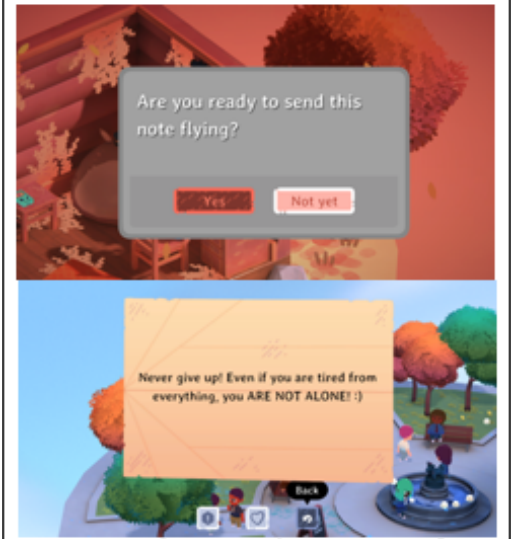 Are you ready to send this
note flying?
Yes
Not yet
Never give up! Even if you are tired from
everything, you ARE NOT ALONE! :)
Back